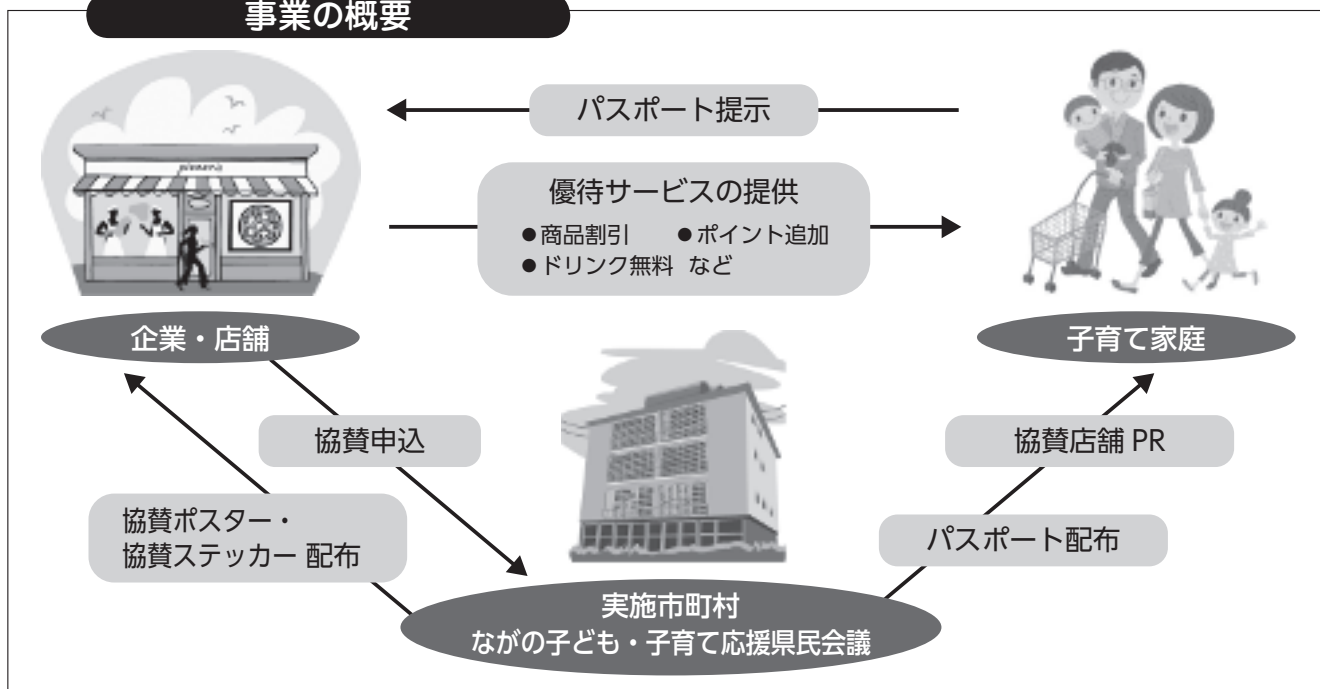 事業の概要
パスポート提示
優待サービスの提供
●商品割引 ●ポイント追加
●ドリンク無料 など
企業・店舗
子育て家庭
協賛申込
協賛店舗 PR
協賛ポスター・
協賛ステッカー 配布
パスポート配布
実施市町村
ながの子ども・子育て応援県民会議